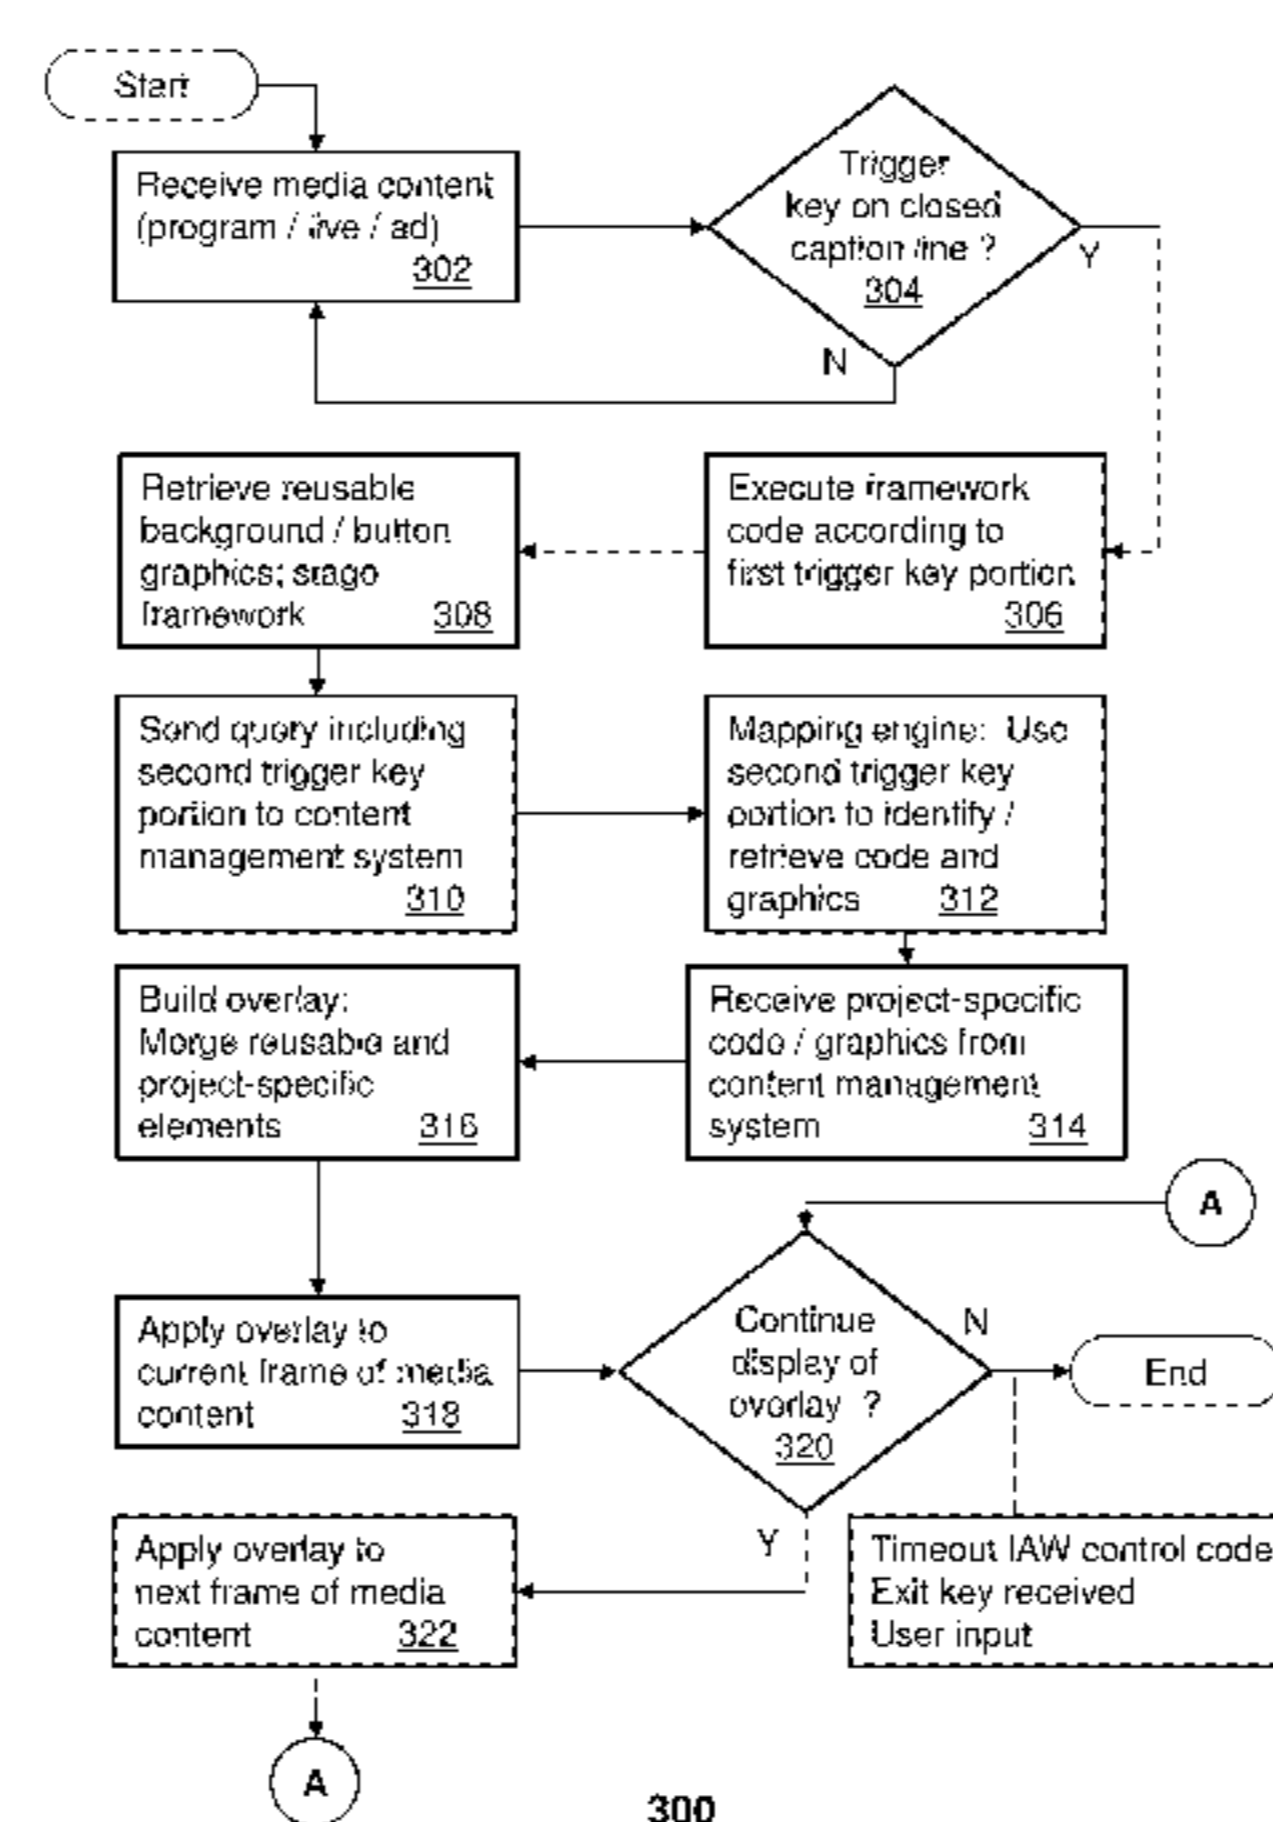 Start
Receive media content
(program / live / ad)
302
Trigger
key on closed
caption line ?
304
Y
N
Execute framework
code according to
first trigger key portion
306
Retrieve reusable
background / button
graphics; stage
framework 308
Send query including
second trigger key
portion to content
management system
310
Mapping engine: Use
second trigger key
portion to identify /
retrieve code and
graphics 312
Receive project-specific
code / graphics from
content management
system 314
Build overlay:
Merge reusable and
project-specific
elements 316
A
Apply overlay to
current frame of media
content 318
Continue
display of
overlay ?
320
N
End
Y
Timeout IAW control code
Exit key received
User input
Apply overlay to
next frame of media
content 322
A
300